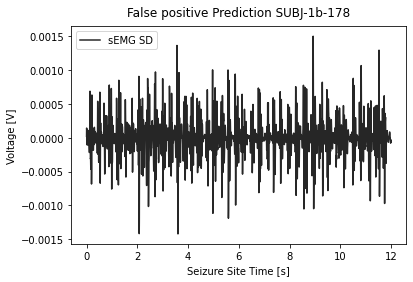 False positive Prediction SUBJ-1b-178
sEMG SD
Voltage [V]
0.0015
0.0010
0.0005
0.0000
−0.0005
−0.0010
−0.0015
0 2 4 6 8 10 12
Seizure Site Time [s]